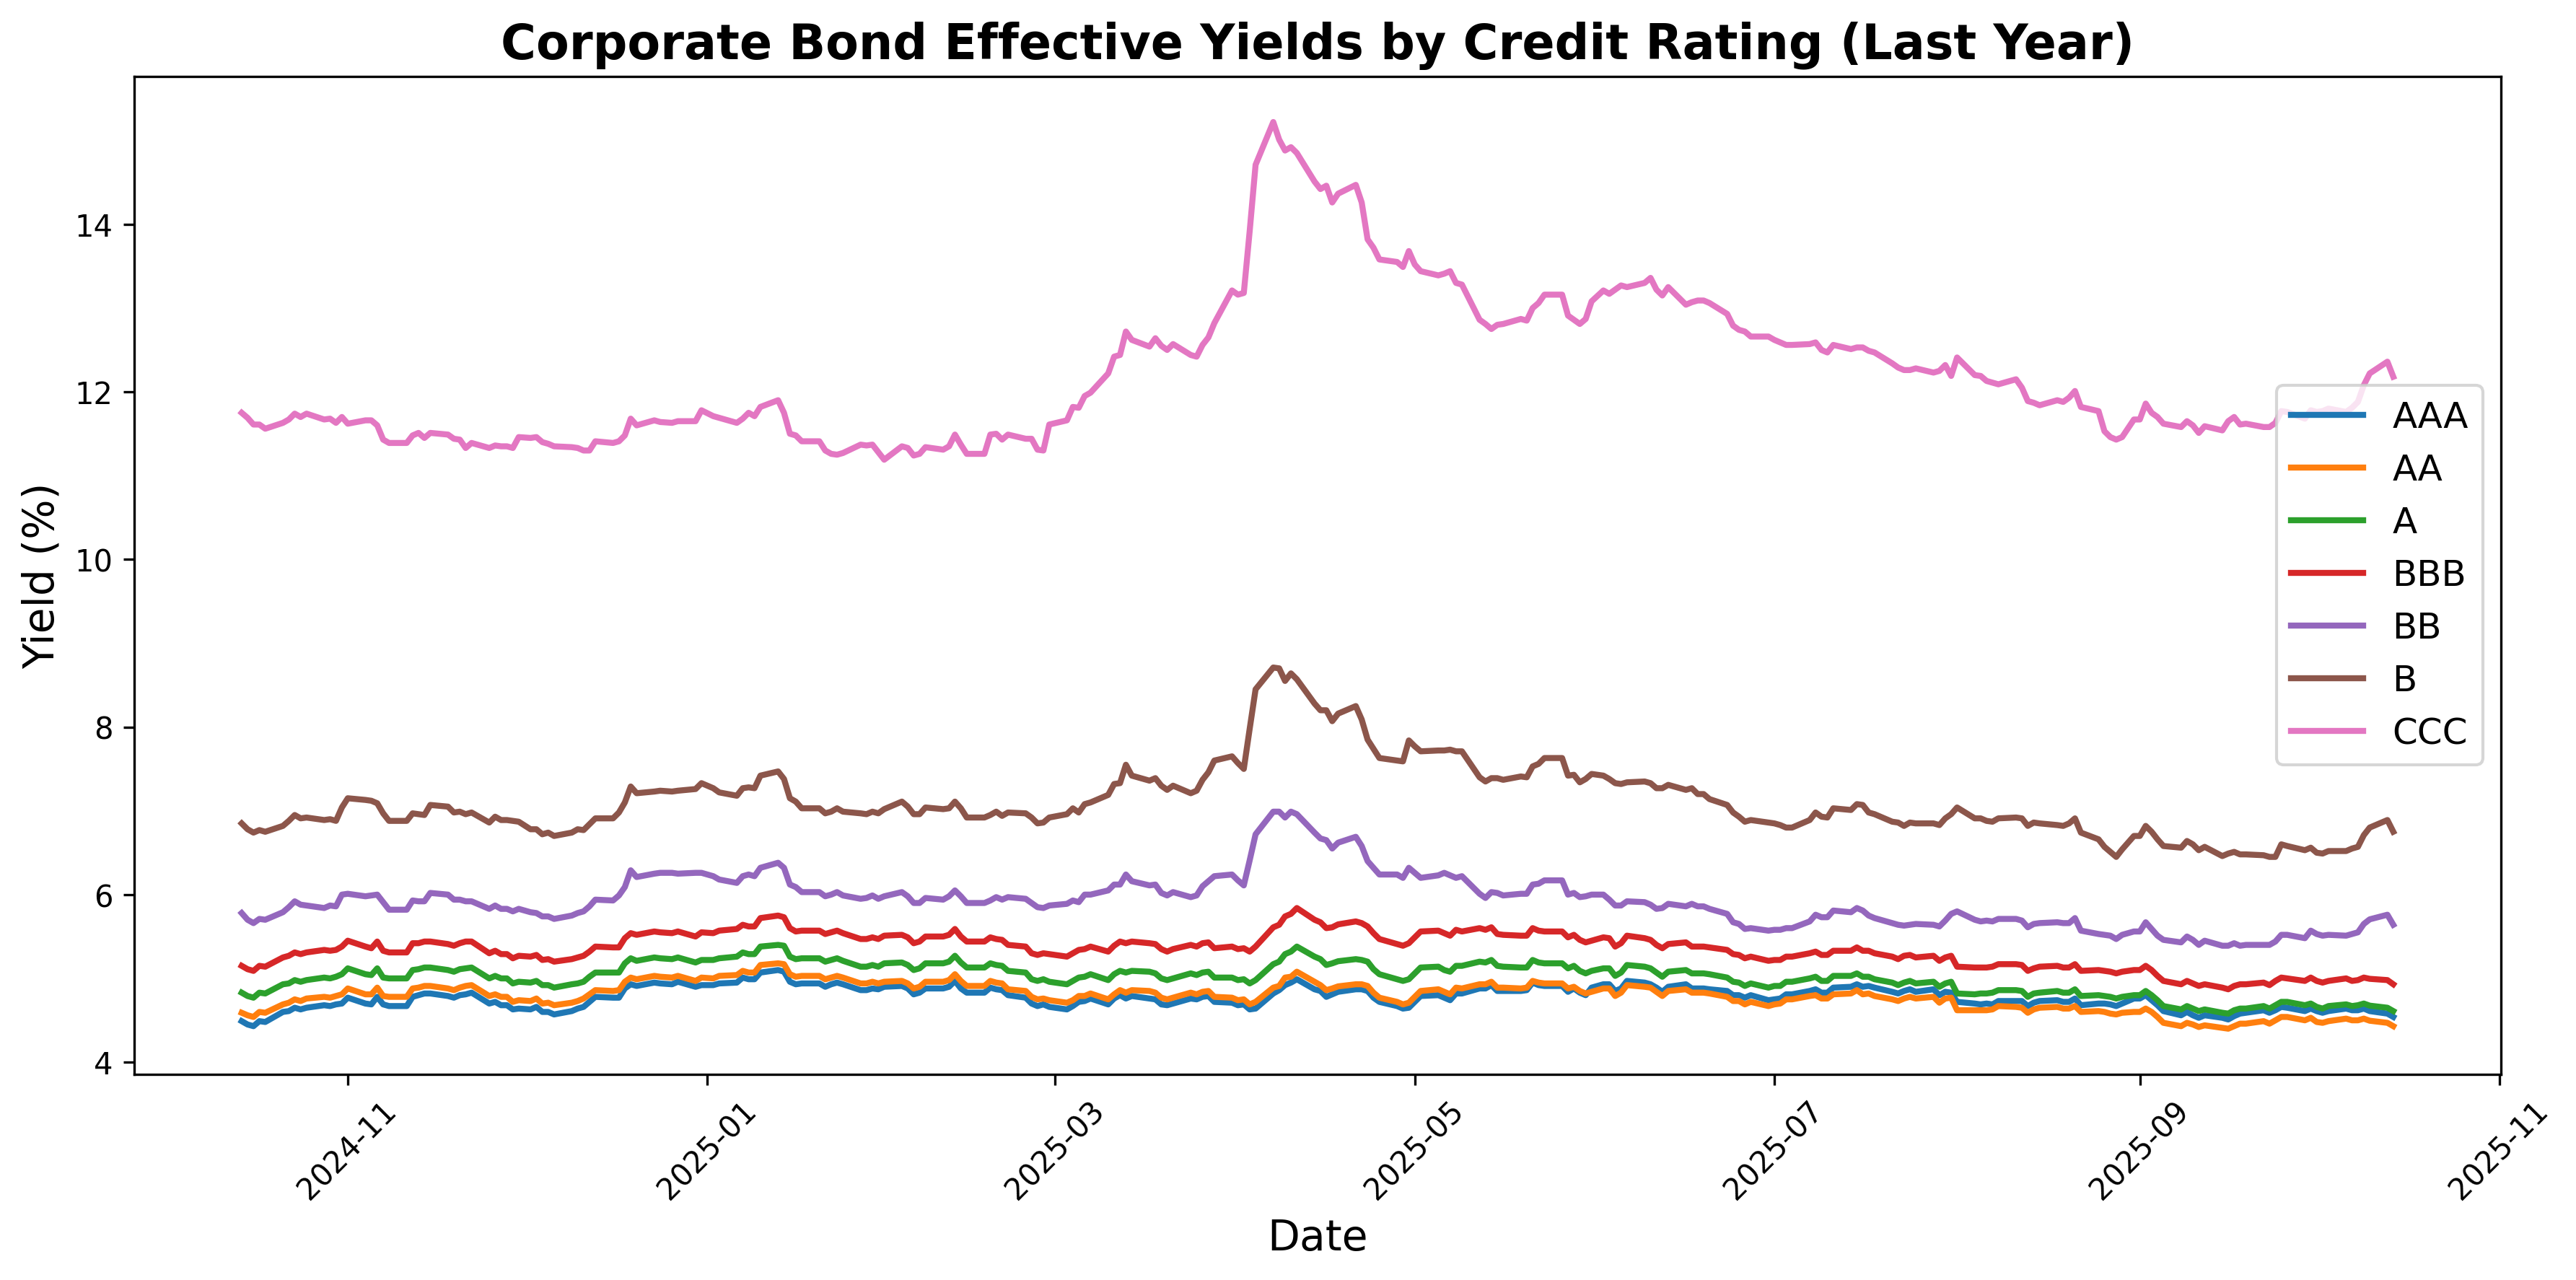 Corporate Bond Effective Yields by Credit Rating (Last Year)
Yield (%)
14
12
10
8
6
4
AAA
AA
A
BBB
BB
B
CCC
2024-11
2025-01
2025-03
2025-05
2025-07
2025-09
2025-11
Date